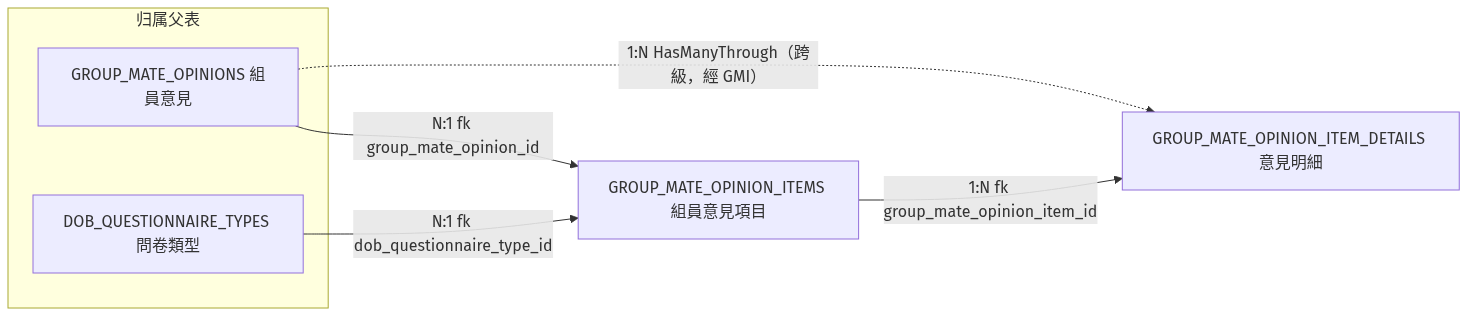 归属父表
GROUP_MATE_OPINIONS 組
員意見
DOB_QUESTIONNAIRE_TYPES
問卷類型
1:N HasManyThrough（跨
級，經 GMI）
N:1 fk
group_mate_opinion_id
N:1 fk
dob_questionnaire_type_id
GROUP_MATE_OPINION_ITEMS
組員意見項目
1:N fk
group_mate_opinion_item_id
GROUP_MATE_OPINION_ITEM_DETAILS
意見明細